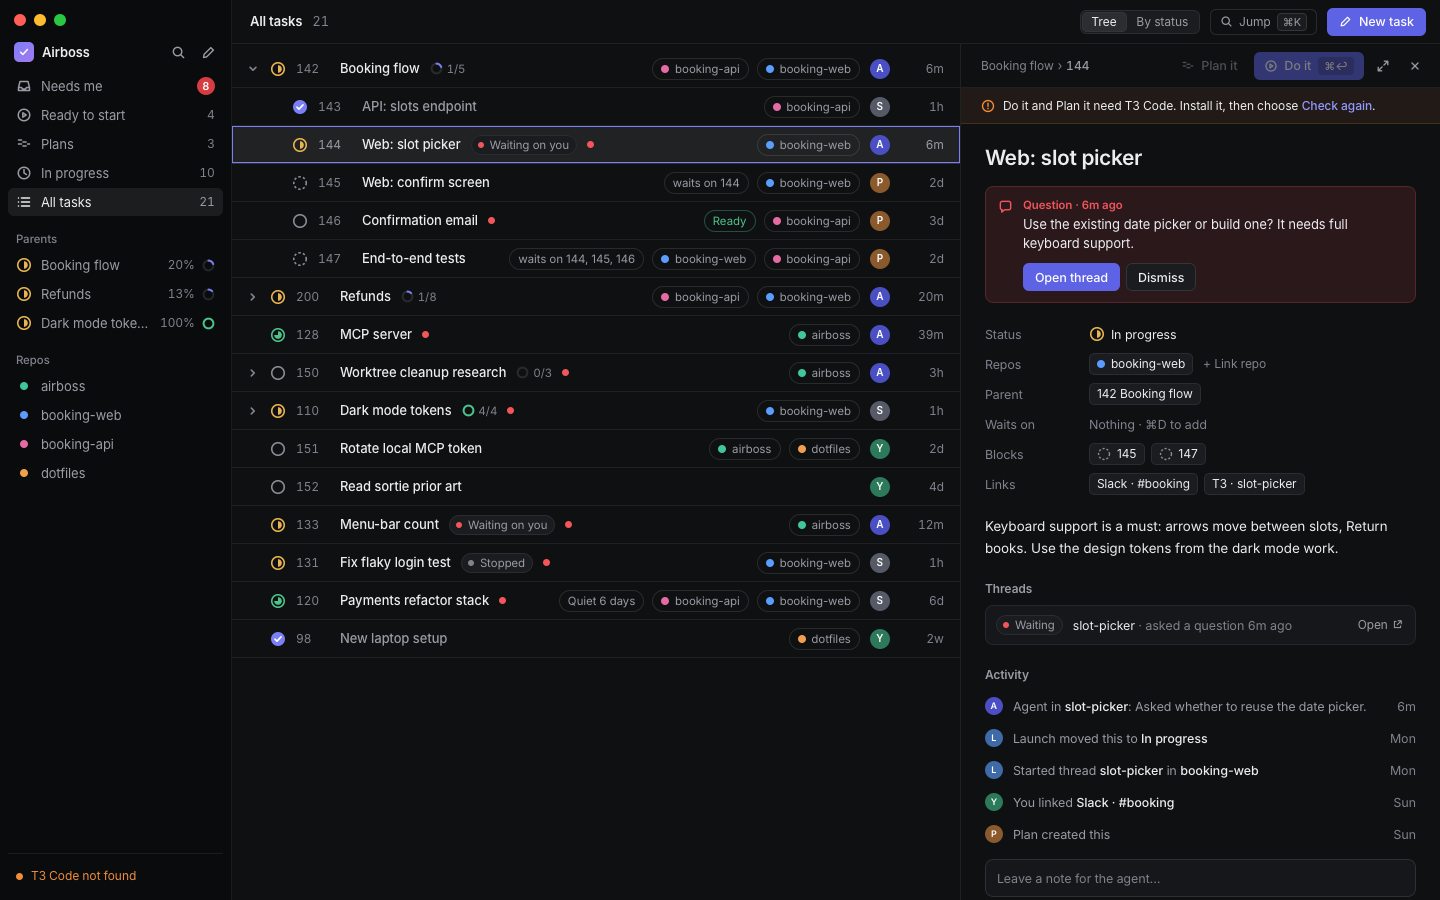 Airboss
Needs me 8
Ready to start 4
Plans 3
In progress 10
All tasks 21
Parents
Booking flow 20%
Refunds 13%
Dark mode toke... 100%
Repos
airboss
booking-web
booking-api
dotfiles
T3 Code not found
All tasks 21
Tree By status
Jump ⌘K
New task
142 Booking flow 1/5 booking-api booking-web A 6m
143 API: slots endpoint booking-api S 1h
144 Web: slot picker Waiting on you booking-web A 6m
145 Web: confirm screen waits on 144 booking-web P 2d
146 Confirmation email Ready booking-api P 3d
147 End-to-end tests waits on 144, 145, 146 booking-web booking-api P 2d
200 Refunds 1/8 booking-api booking-web A 20m
128 MCP server airboss A 39m
150 Worktree cleanup research 0/3 airboss A 3h
110 Dark mode tokens 4/4 booking-web S 1h
151 Rotate local MCP token airboss dotfiles Y 2d
152 Read sortie prior art Y 4d
133 Menu-bar count Waiting on you airboss A 12m
131 Fix flaky login test Stopped booking-web S 1h
120 Payments refactor stack Quiet 6 days booking-api booking-web S 6d
98 New laptop setup dotfiles Y 2w
Booking flow › 144 Plan it Do it ⌘↩
Do it and Plan it need T3 Code. Install it, then choose Check again.
Web: slot picker
Question · 6m ago
Use the existing date picker or build one? It needs full
keyboard support.
Open thread Dismiss
Status In progress
Repos booking-web + Link repo
Parent 142 Booking flow
Waits on Nothing · ⌘D to add
Blocks 145 147
Links Slack · #booking T3 · slot-picker
Keyboard support is a must: arrows move between slots, Return
books. Use the design tokens from the dark mode work.
Threads
Waiting slot-picker · asked a question 6m ago Open
Activity
A Agent in slot-picker: Asked whether to reuse the date picker. 6m
L Launch moved this to In progress Mon
L Started thread slot-picker in booking-web Mon
Y You linked Slack · #booking Sun
P Plan created this Sun
Leave a note for the agent...